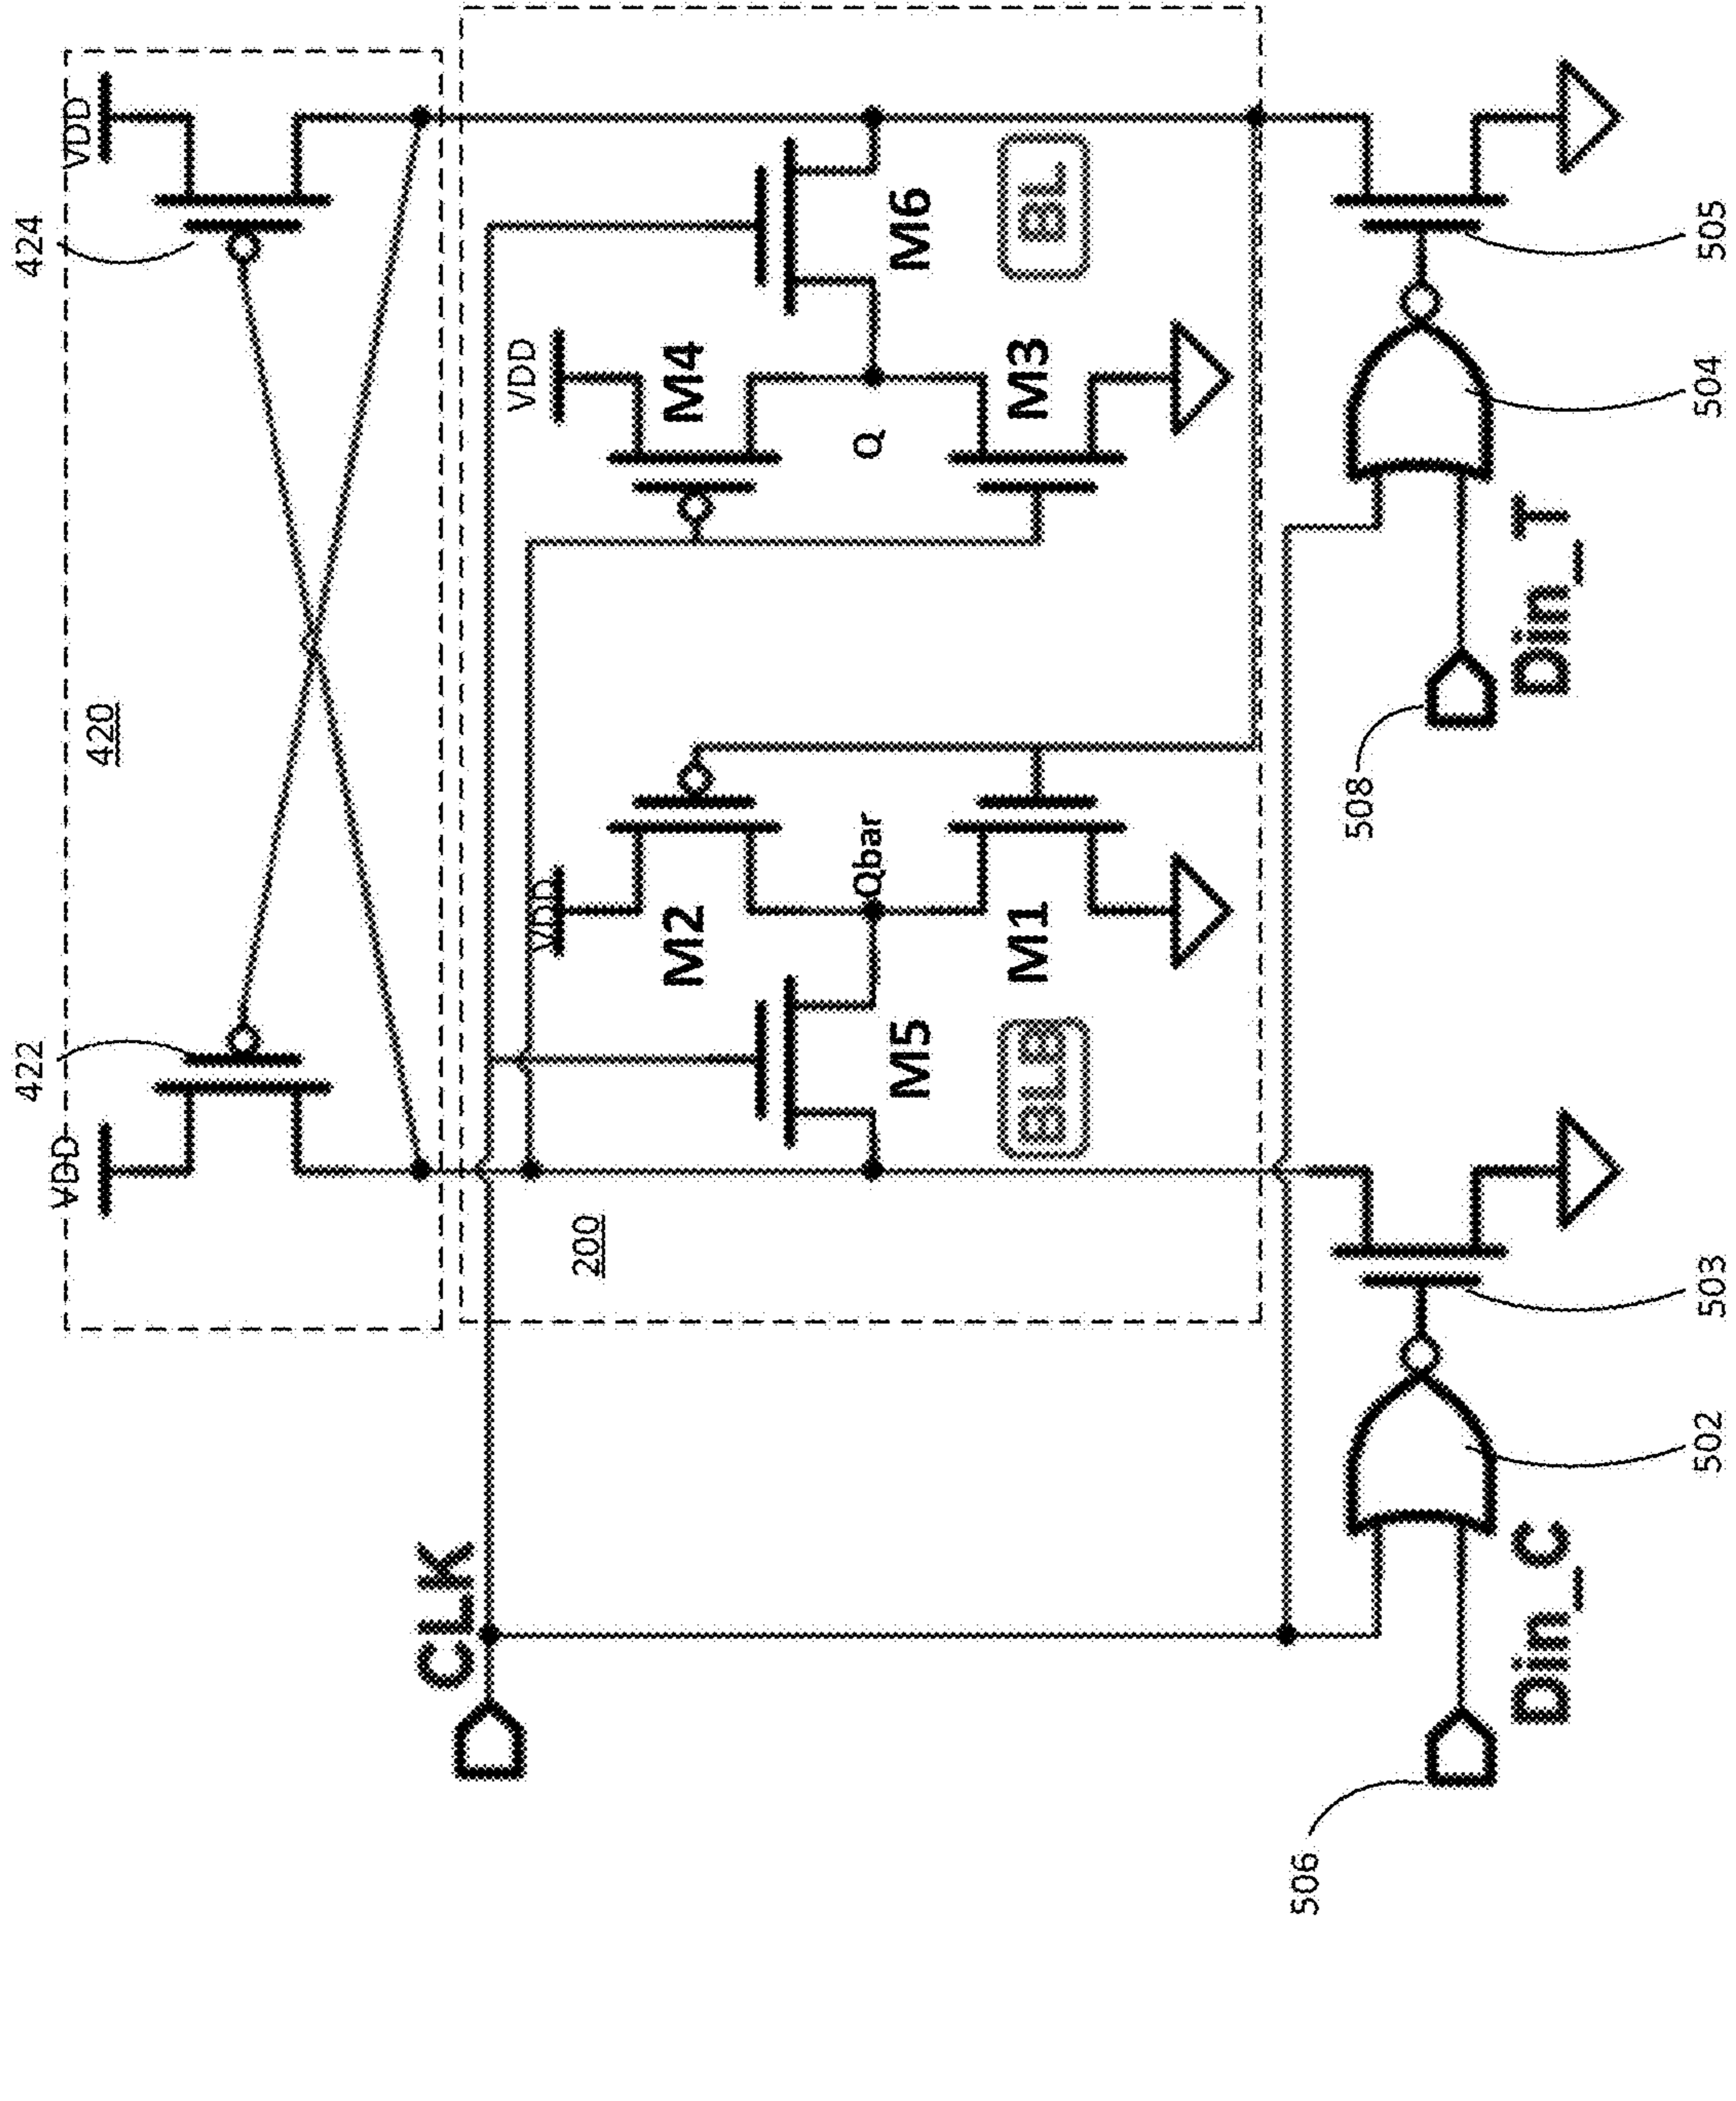 422
424
VDD
VDD
420
CLK
VDD
VDD
200
M2
M4
Qbar
Q
M5
M6
BLB
BL
M1
M3
506
508
Din_C
Din_T
502
503
504
505